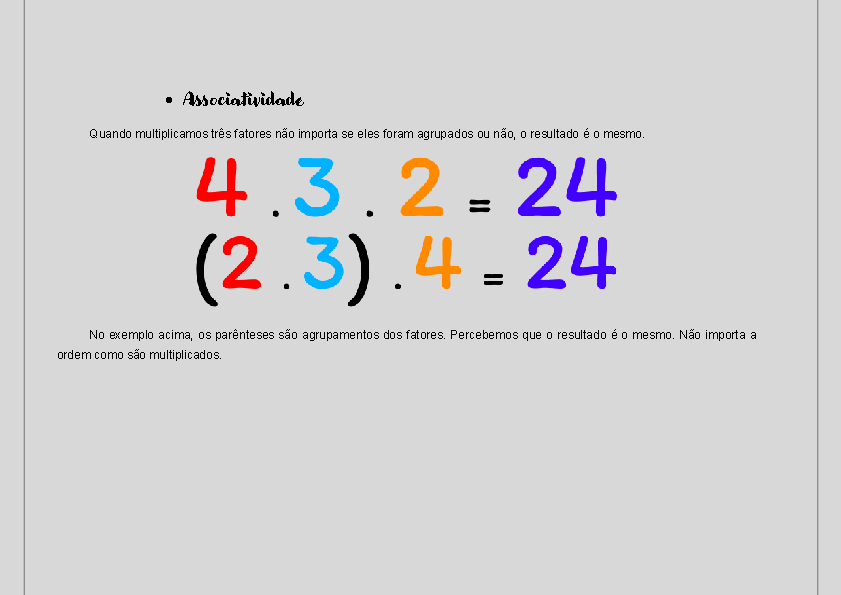 • Associatividade
Quando multiplicamos três fatores não importa se eles foram agrupados ou não, o resultado é o mesmo.
4 . 3 . 2 = 24
(2 . 3) . 4 = 24
No exemplo acima, os parênteses são agrupamentos dos fatores. Percebemos que o resultado é o mesmo. Não importa a
ordem como são multiplicados.